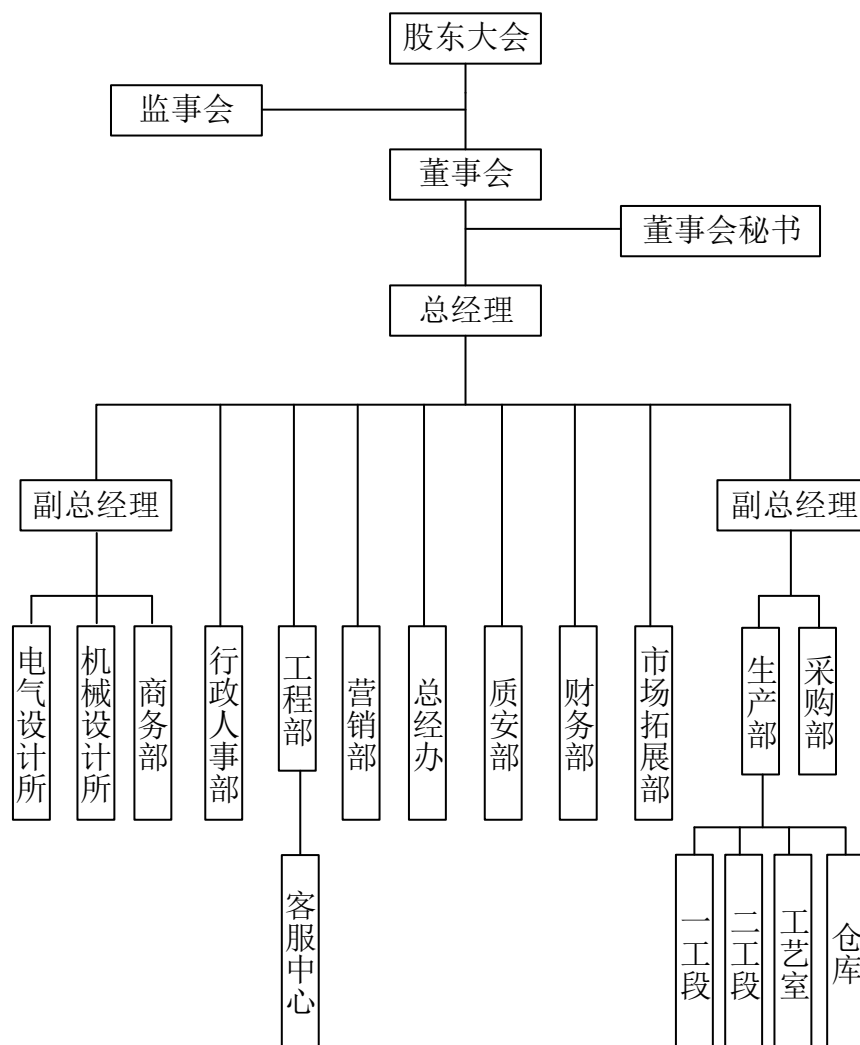 股东大会
监事会
董事会
董事会秘书
总经理
副总经理
副总经理
电气设计所
机械设计所
商务部
行政人事部
工程部
营销部
总经办
质安部
财务部
市场拓展部
生产部
采购部
客服中心
一工段
二工段
工艺室
仓库